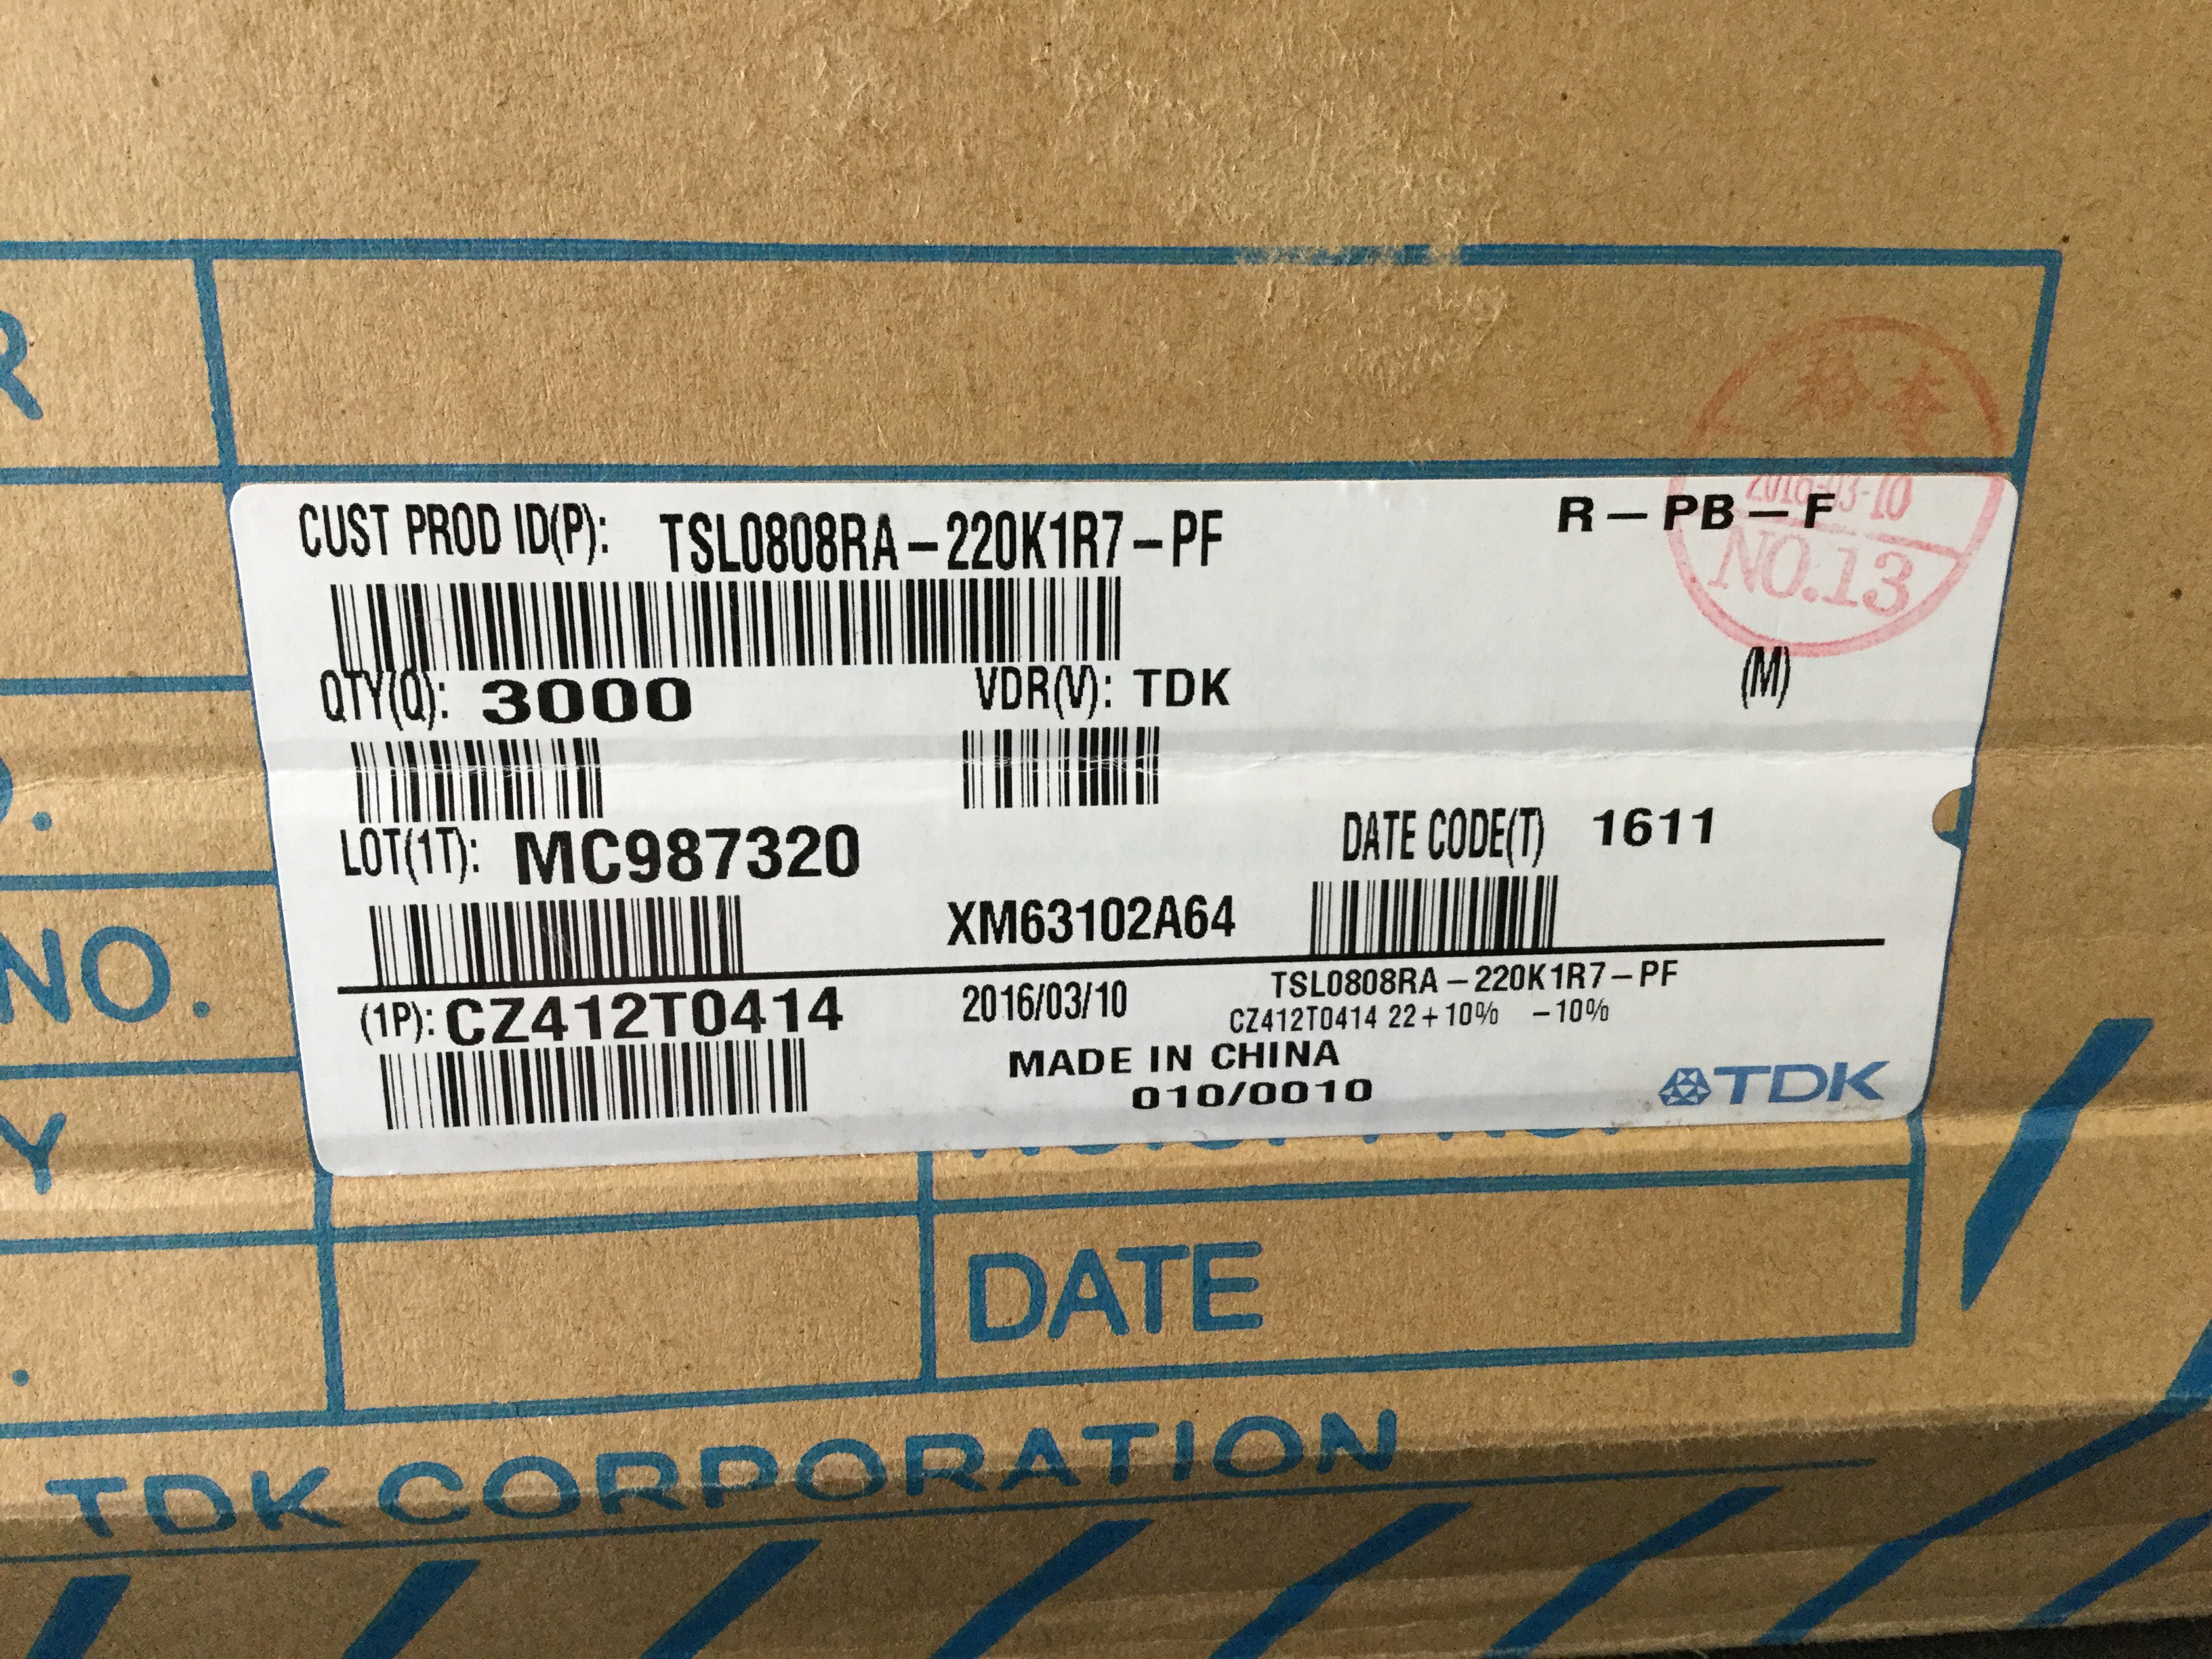 R
検査
CUST PROD ID(P): TSL0808RA-220K1R7-PF
R-PB-F
2016-03-10
NO.13
QTY(Q): 3000
VDR(V): TDK
(M)
LOT(1T): MC987320
DATE CODE(T) 1611
XM63102A64
NO.
(1P): CZ412T0414
2016/03/10
TSL0808RA-220K1R7-PF
CZ412T0414 22+10% -10%
MADE IN CHINA
010/0010
TDK
Y
DATE
TDK CORPORATION